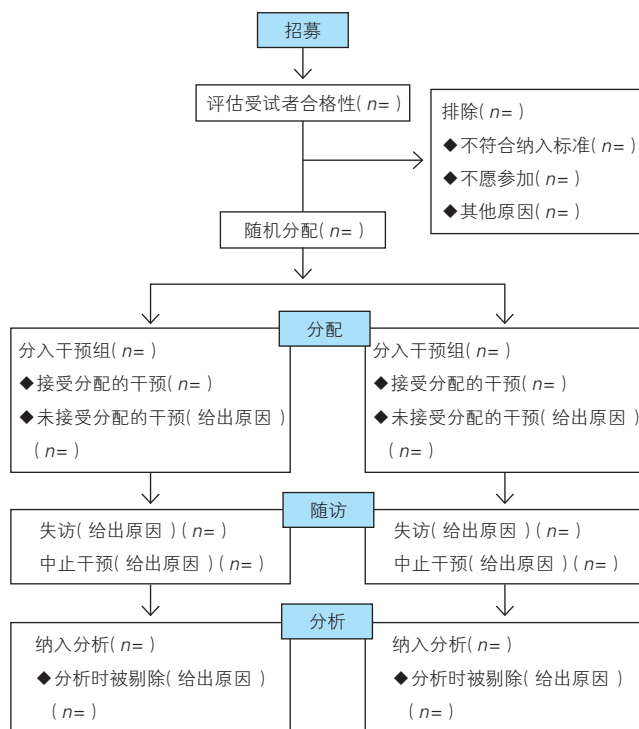 招募
评估受试者合格性( n= )
排除( n= )
◆不符合纳入标准( n= )
◆不愿参加( n= )
◆其他原因( n= )
随机分配( n= )
分配
分入干预组( n= )
◆接受分配的干预( n= )
◆未接受分配的干预( 给出原因 )
( n= )
分入干预组( n= )
◆接受分配的干预( n= )
◆未接受分配的干预( 给出原因 )
( n= )
随访
失访( 给出原因 )( n= )
中止干预( 给出原因 )( n= )
失访( 给出原因 )( n= )
中止干预( 给出原因 )( n= )
分析
纳入分析( n= )
◆分析时被剔除( 给出原因 )
( n= )
纳入分析( n= )
◆分析时被剔除( 给出原因 )
( n= )